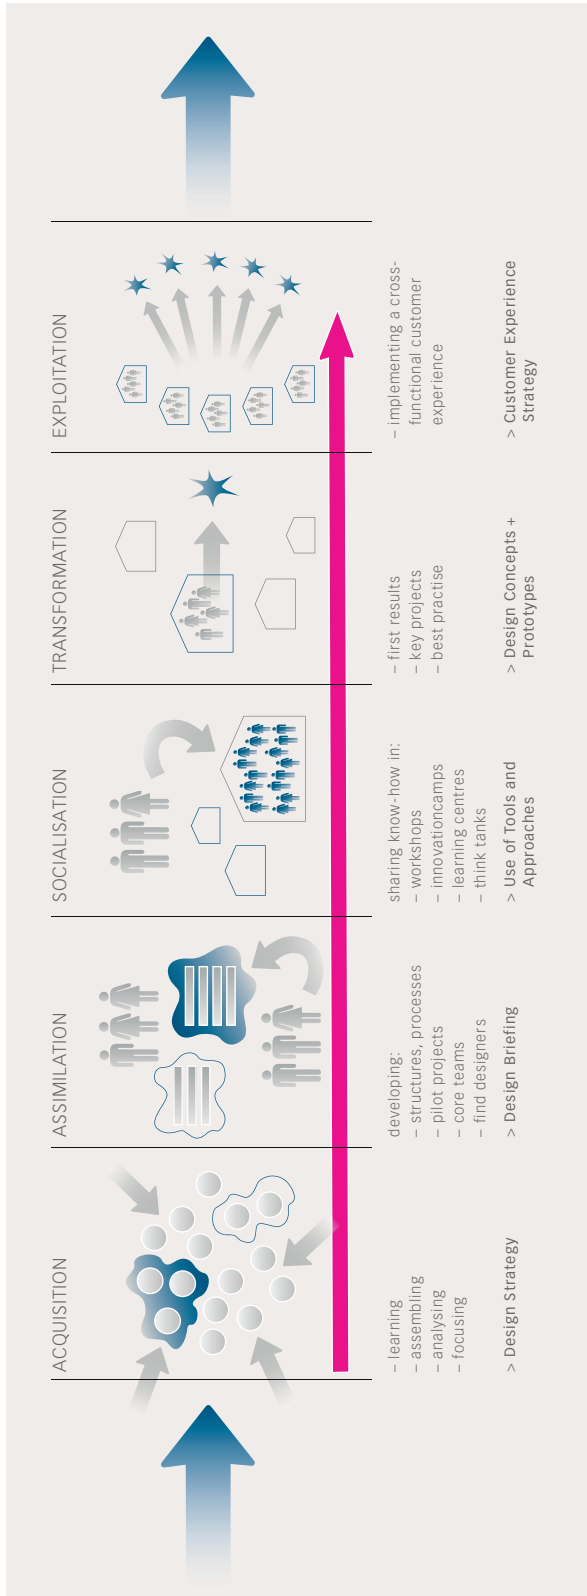 ACQUISITION
– learning
– assembling
– analysing
– focusing
> Design Strategy
ASSIMILATION
developing:
– structures, processes
– pilot projects
– core teams
– find designers
> Design Briefing
SOCIALISATION
sharing know-how in:
– workshops
– innovationcamps
– learning centres
– think tanks
> Use of Tools and
Approaches
TRANSFORMATION
– first results
– key projects
– best practise
> Design Concepts +
Prototypes
EXPLOITATION
– implementing a cross-
functional customer
experience
> Customer Experience
Strategy